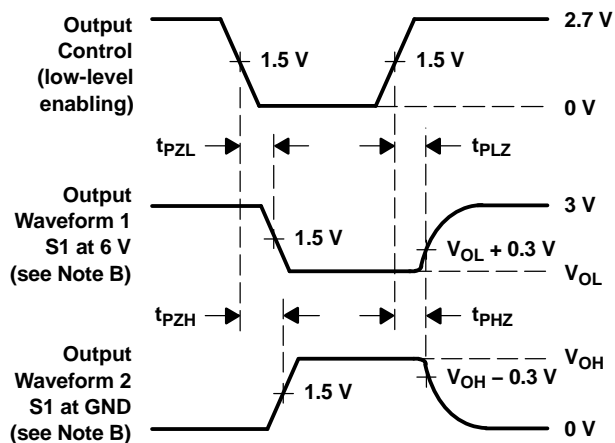 Output
Control
(low-level
enabling)
2.7 V
1.5 V
1.5 V
0 V
tPZL
tPLZ
Output
Waveform 1
S1 at 6 V
(see Note B)
3 V
1.5 V
VOL + 0.3 V
VOL
tPZH
tPHZ
Output
Waveform 2
S1 at GND
(see Note B)
VOH
1.5 V
VOH – 0.3 V
0 V